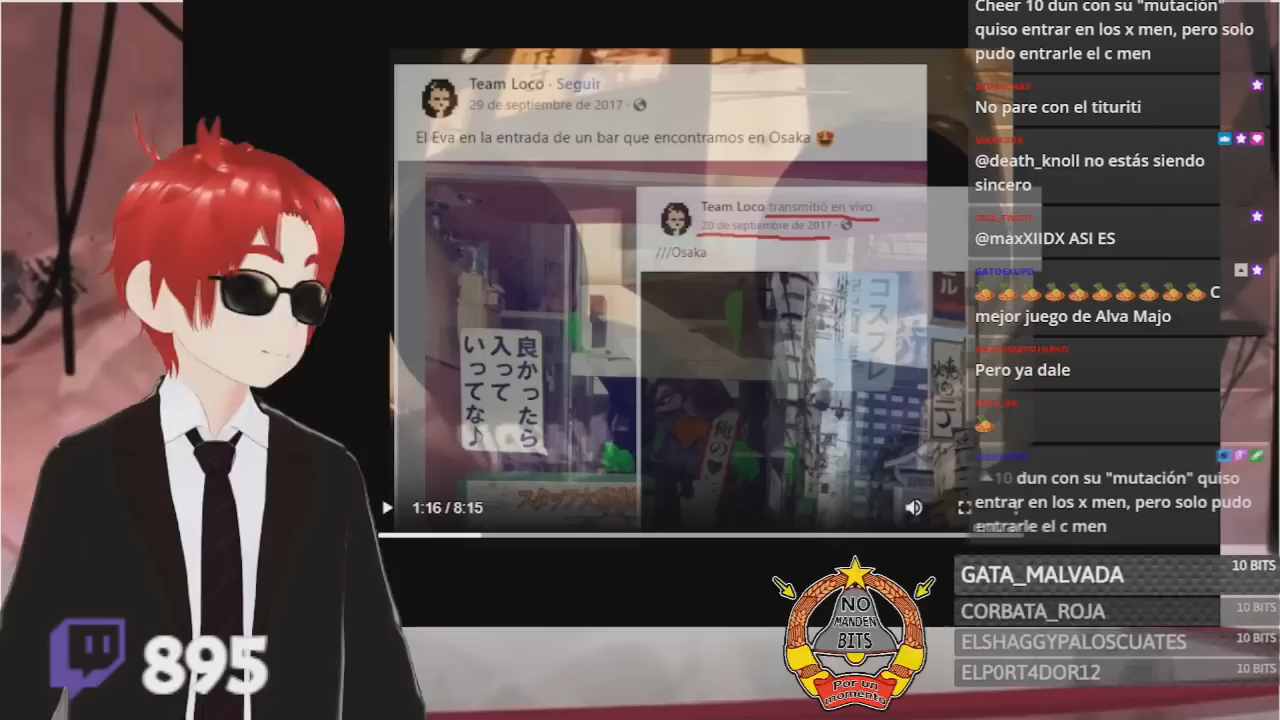 Team Loco · Seguir
29 de septiembre de 2017 ·
El Eva en la entrada de un bar que encontramos en Osaka
Team Loco transmitió en vivo.
20 de septiembre de 2017 ·
///Osaka
良かったら
入って
いってな♪
コスプレ
ル
俺の♥
1:16 / 8:15
Cheer 10 dun con su "mutación"
quiso entrar en los x men, pero solo
pudo entrarle el c men
No pare con el tituriti
@death_knoll no estás siendo
sincero
@maxXIIDX ASI ES
GATOEXUPD
C
mejor juego de Alva Majo
Pero ya dale
10 dun con su "mutación" quiso
entrar en los x men, pero solo pudo
entrarle el c men
GATA_MALVADA 10 BITS
CORBATA_ROJA 10 BITS
ELSHAGGYPALOSCUATES 10 BITS
ELP0RT4DOR12 10 BITS
NO
MANDEN
BITS
Por un
momento
895